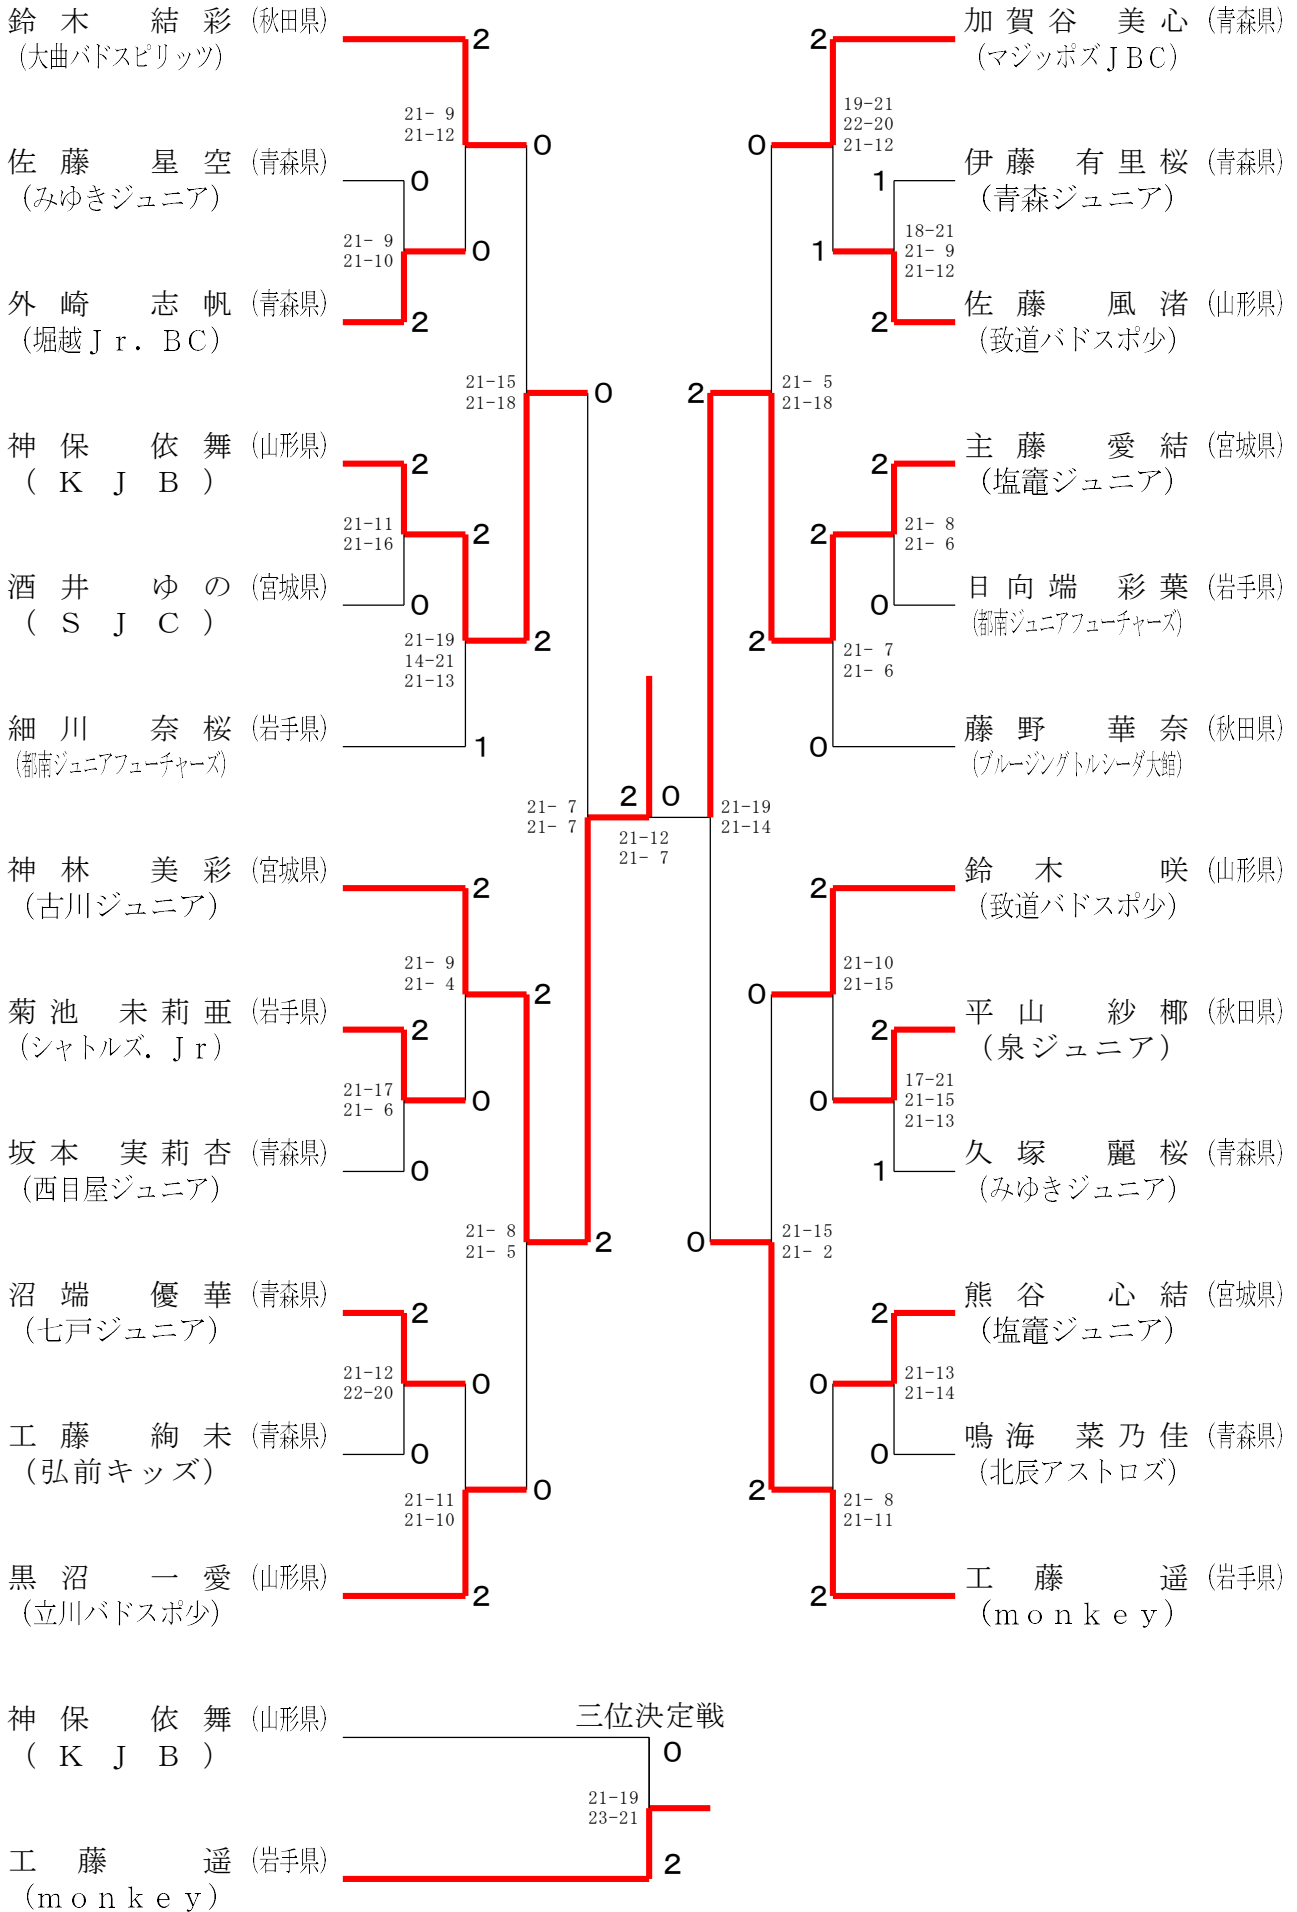 鈴木 結彩 (秋田県)
(大曲バドスピリッツ)
2
21- 9
21-12
0
佐藤 星空 (青森県)
(みゆきジュニア)
0
21- 9
21-10
0
外崎 志帆 (青森県)
(堀越Jr.BC)
2
21-15
21-18
0
神保 依舞 (山形県)
(KJB)
2
21-11
21-16
2
酒井 ゆの (宮城県)
(SJC)
0
21-19
14-21
21-13
2
細川 奈桜 (岩手県)
(都南ジュニアフューチャーズ)
1
21- 7
21- 7
神林 美彩 (宮城県)
(古川ジュニア)
2
21- 9
21- 4
2
菊池 未莉亜 (岩手県)
(シャトルズ.Jr)
2
21-17
21- 6
0
坂本 実莉杏 (青森県)
(西目屋ジュニア)
0
21- 8
21- 5
2
沼端 優華 (青森県)
(七戸ジュニア)
2
21-12
22-20
0
工藤 絢未 (青森県)
(弘前キッズ)
0
21-11
21-10
0
黒沼 一愛 (山形県)
(立川バドスポ少)
2
2 0
21-12
21- 7
加賀谷 美心 (青森県)
(マジッポズJBC)
2
19-21
22-20
21-12
0
伊藤 有里桜 (青森県)
(青森ジュニア)
1
18-21
21- 9
21-12
1
佐藤 風渚 (山形県)
(致道バドスポ少)
2
21- 5
21-18
2
主藤 愛結 (宮城県)
(塩竈ジュニア)
2
21- 8
21- 6
2
日向端 彩葉 (岩手県)
(都南ジュニアフューチャーズ)
0
21- 7
21- 6
2
藤野 華奈 (秋田県)
(ブルージングトルシーダ大館)
0
21-19
21-14
鈴木 咲 (山形県)
(致道バドスポ少)
2
21-10
21-15
0
平山 紗椰 (秋田県)
(泉ジュニア)
2
17-21
21-15
21-13
0
久塚 麗桜 (青森県)
(みゆきジュニア)
1
21-15
21- 2
0
熊谷 心結 (宮城県)
(塩竈ジュニア)
2
21-13
21-14
0
鳴海 菜乃佳 (青森県)
(北辰アストロズ)
0
21- 8
21-11
2
工藤 遥 (岩手県)
(monkey)
2
三位決定戦
神保 依舞 (山形県)
(KJB)
0
21-19
23-21
工藤 遥 (岩手県)
(monkey)
2